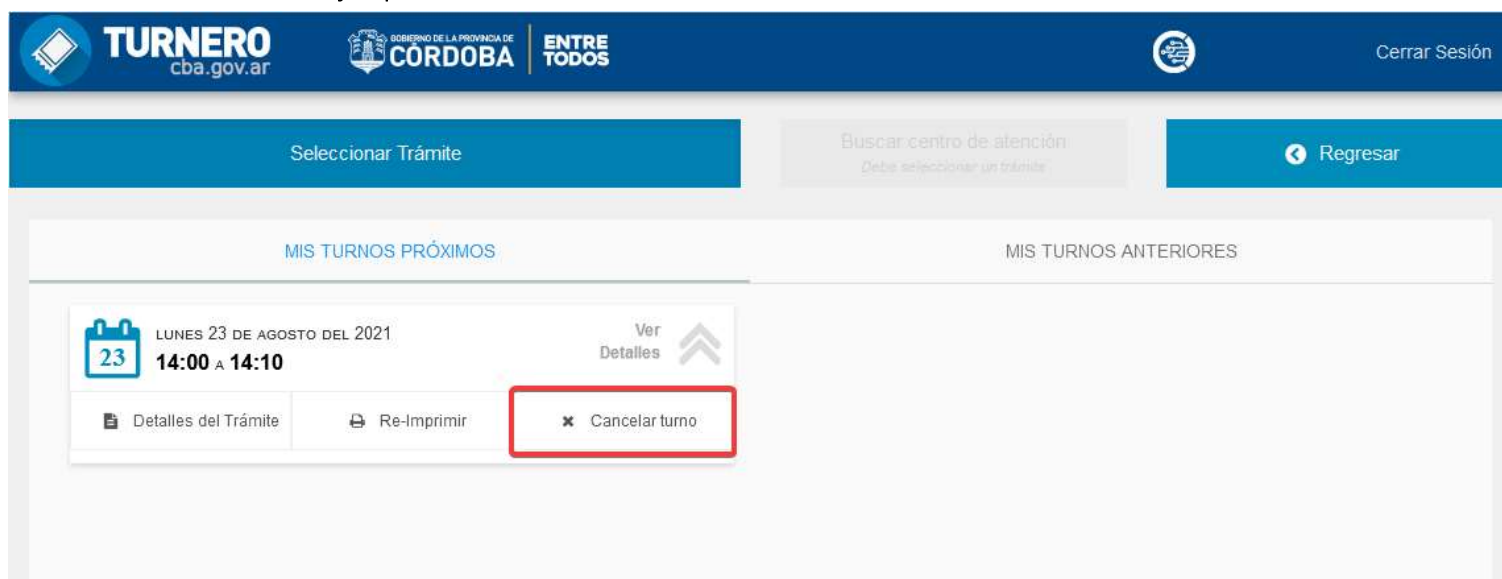 TURNERO
cba.gov.ar
GOBIERNO DE LA PROVINCIA DE
CÓRDOBA
ENTRE
TODOS
Cerrar Sesión
Seleccionar Trámite
Buscar centro de atención
Debe seleccionar un trámite
Regresar
MIS TURNOS PRÓXIMOS
MIS TURNOS ANTERIORES
23
LUNES 23 DE AGOSTO DEL 2021
14:00 A 14:10
Ver
Detalles
Detalles del Trámite
Re-Imprimir
Cancelar turno